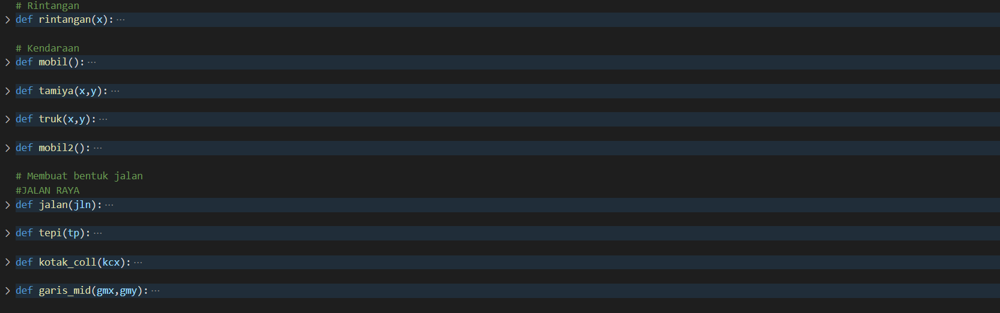 # Rintangan
def rintangan(x):···
# Kendaraan
def mobil():···
def tamiya(x,y):···
def truk(x,y):···
def mobil2():···
# Membuat bentuk jalan
#JALAN RAYA
def jalan(jln):···
def tepi(tp):···
def kotak_coll(kcx):···
def garis_mid(gmx,gmy):···